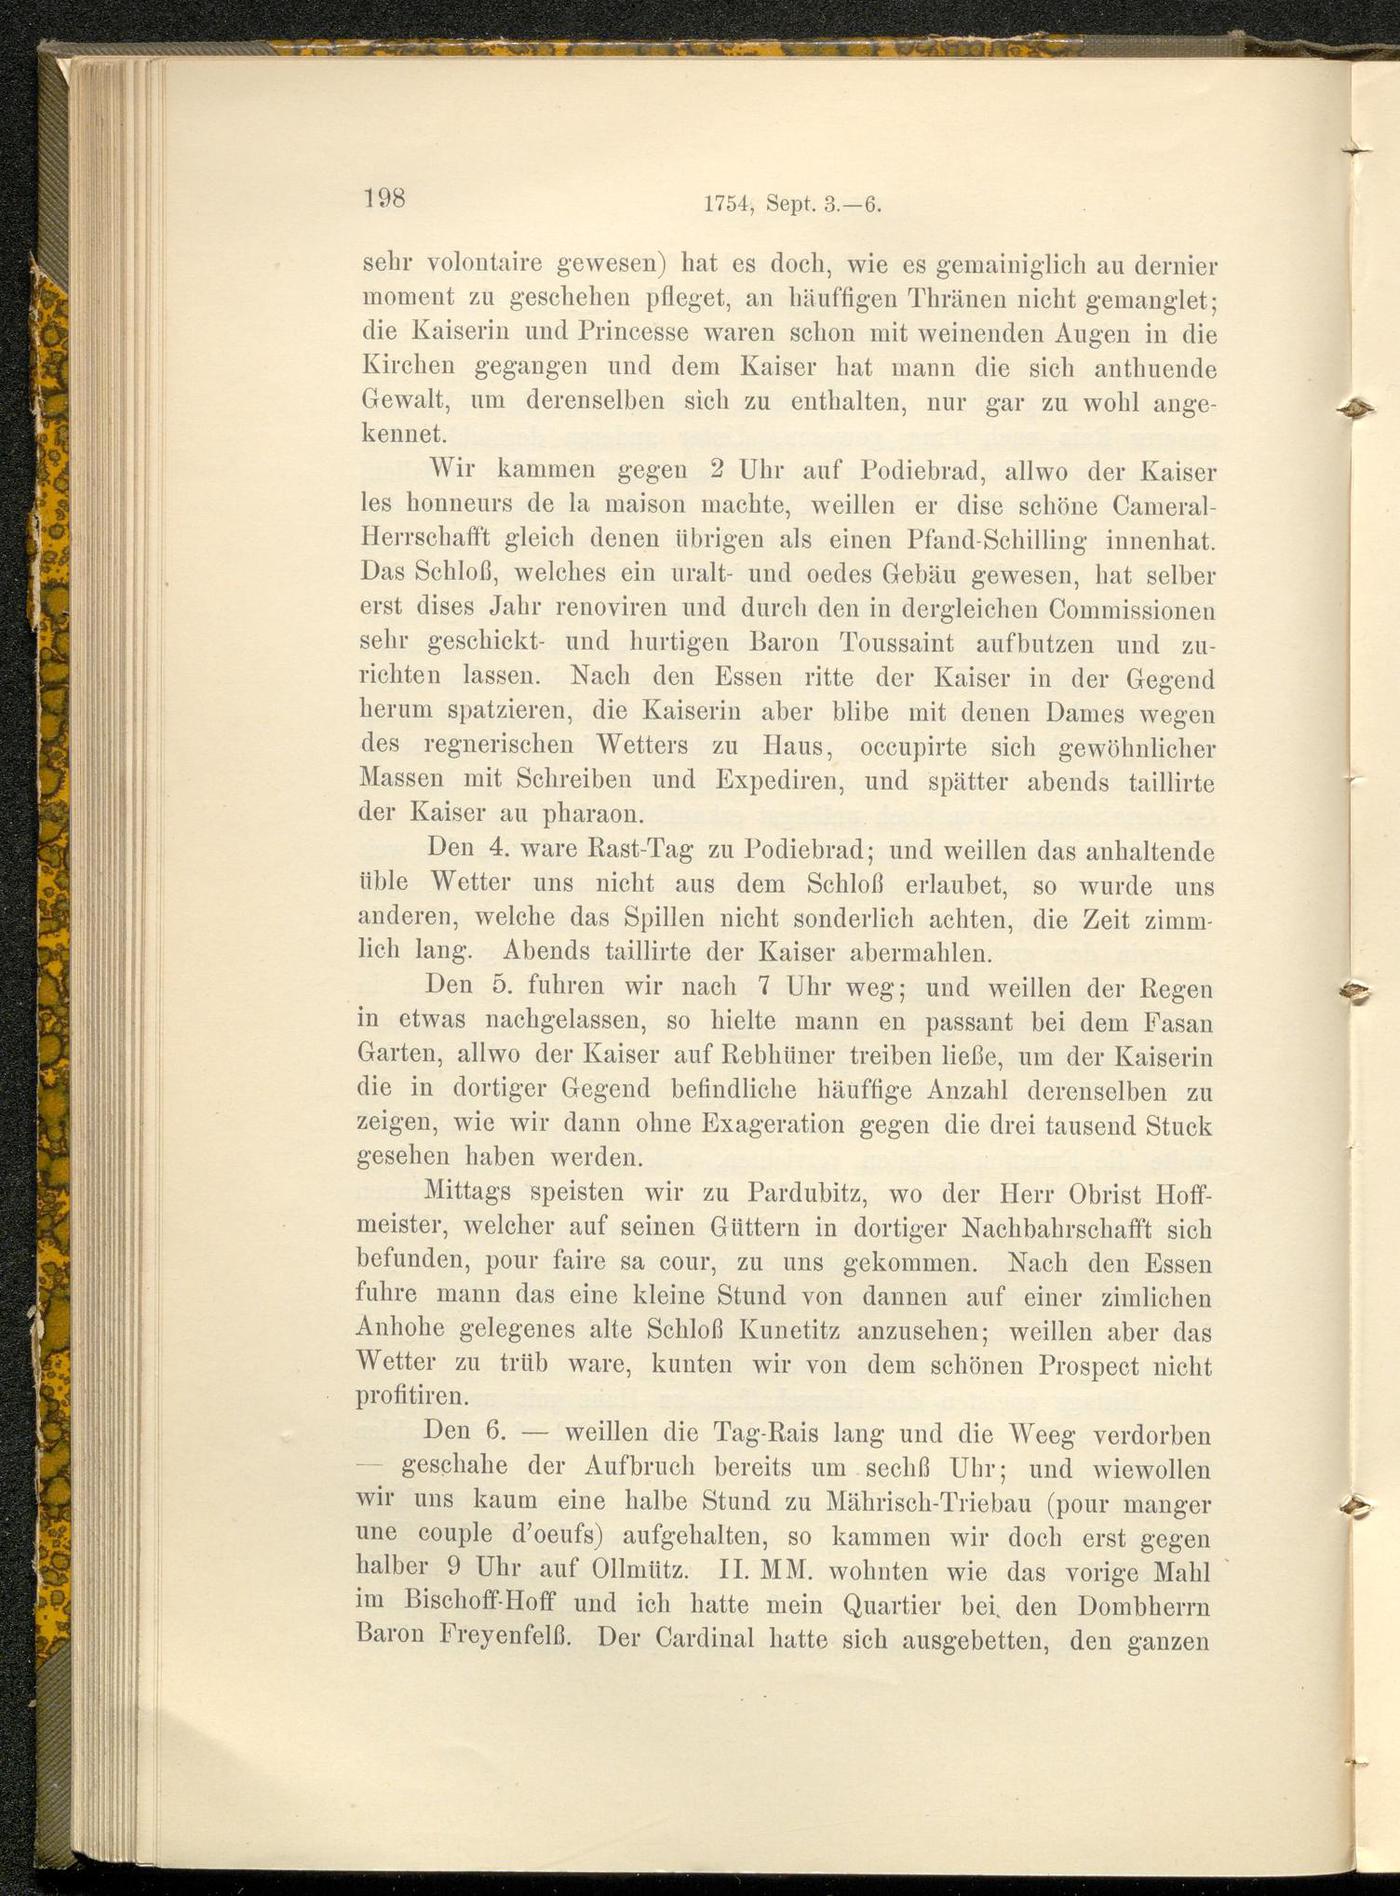 198
1754, Sept. 3.—6.
sehr volontaire gewesen) hat es doch, wie es gemainiglich au dernier
moment zu geschehen pfleget, an häuffigen Thränen nicht gemanglet;
die Kaiserin und Princesse waren schon mit weinenden Augen in die
Kirchen gegangen und dem Kaiser hat mann die sich anthuende
Gewalt, um derenselben sich zu enthalten, nur gar zu wohl ange-
kennet.
Wir kammen gegen 2 Uhr auf Podiebrad, allwo der Kaiser
les honneurs de la maison machte, weillen er dise schöne Cameral-
Herrschafft gleich denen übrigen als einen Pfand-Schilling innenhat.
Das Schloß, welches ein uralt- und oedes Gebäu gewesen, hat selber
erst dises Jahr renoviren und durch den in dergleichen Commissionen
sehr geschickt- und hurtigen Baron Toussaint aufbutzen und zu-
richten lassen. Nach den Essen ritte der Kaiser in der Gegend
herum spatzieren, die Kaiserin aber blibe mit denen Dames wegen
des regnerischen Wetters zu Haus, occupirte sich gewöhnlicher
Massen mit Schreiben und Expediren, und spätter abends taillirte
der Kaiser au pharaon.
Den 4. ware Rast-Tag zu Podiebrad; und weillen das anhaltende
üble Wetter uns nicht aus dem Schloß erlaubet, so wurde uns
anderen, welche das Spillen nicht sonderlich achten, die Zeit zimm-
lich lang. Abends taillirte der Kaiser abermahlen.
Den 5. fuhren wir nach 7 Uhr weg; und weillen der Regen
in etwas nachgelassen, so hielte mann en passant bei dem Fasan
Garten, allwo der Kaiser auf Rebhüner treiben ließe, um der Kaiserin
die in dortiger Gegend befindliche häuffige Anzahl derenselben zu
zeigen, wie wir dann ohne Exageration gegen die drei tausend Stuck
gesehen haben werden.
Mittags speisten wir zu Pardubitz, wo der Herr Obrist Hoff-
meister, welcher auf seinen Güttern in dortiger Nachbahrschafft sich
befunden, pour faire sa cour, zu uns gekommen. Nach den Essen
fuhre mann das eine kleine Stund von dannen auf einer zimlichen
Anhohe gelegenes alte Schloß Kunetitz anzusehen; weillen aber das
Wetter zu trüb ware, kunten wir von dem schönen Prospect nicht
profitiren.
Den 6. — weillen die Tag-Rais lang und die Weeg verdorben
— geschahe der Aufbruch bereits um sechß Uhr; und wiewollen
wir uns kaum eine halbe Stund zu Mährisch-Triebau (pour manger
une couple d'oeufs) aufgehalten, so kammen wir doch erst gegen
halber 9 Uhr auf Ollmütz. II. MM. wohnten wie das vorige Mahl
im Bischoff-Hoff und ich hatte mein Quartier bei den Dombherrn
Baron Freyenfelß. Der Cardinal hatte sich ausgebetten, den ganzen